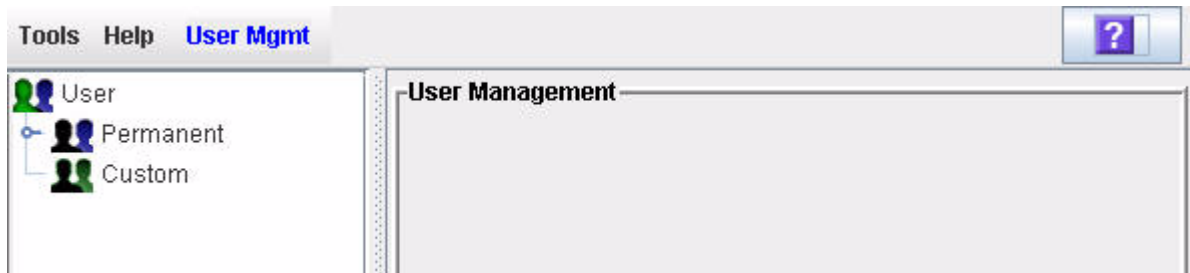 Tools Help User Mgmt ?
User
Permanent
Custom
User Management